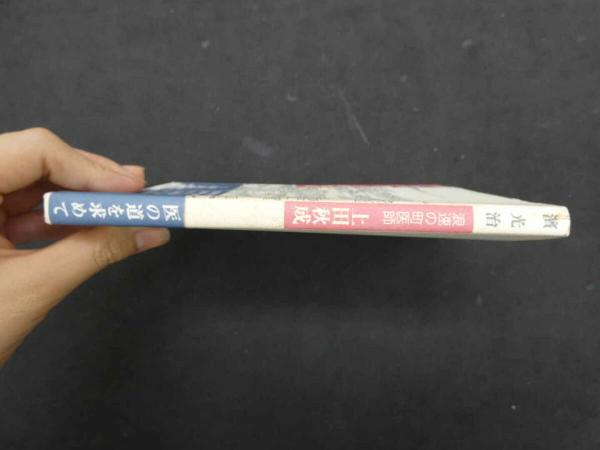 医の道を求めて
浪速の町医師
上田秋成
濱光治